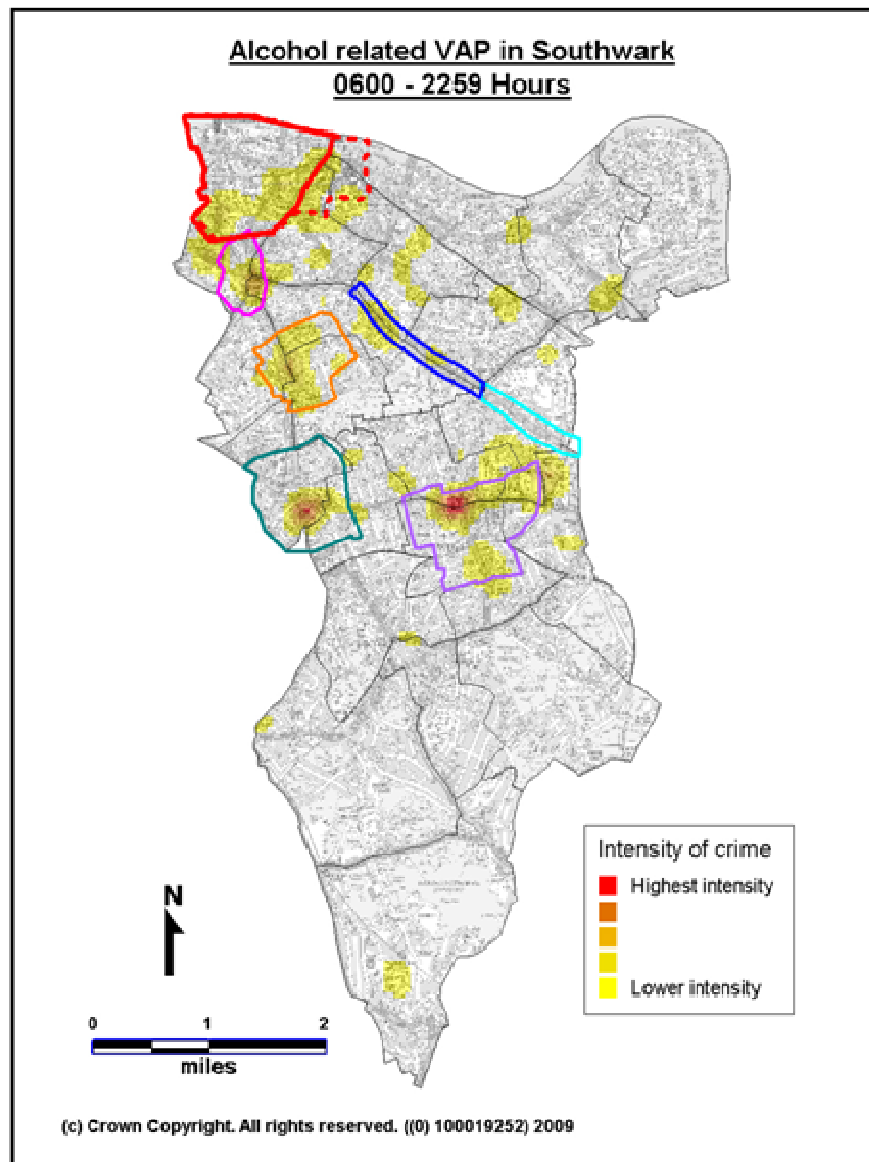 Alcohol related VAP in Southwark
0600 - 2259 Hours
Intensity of crime
Highest intensity
Lower intensity
N
0 1 2
miles
(c) Crown Copyright. All rights reserved. ((0) 100019252) 2009